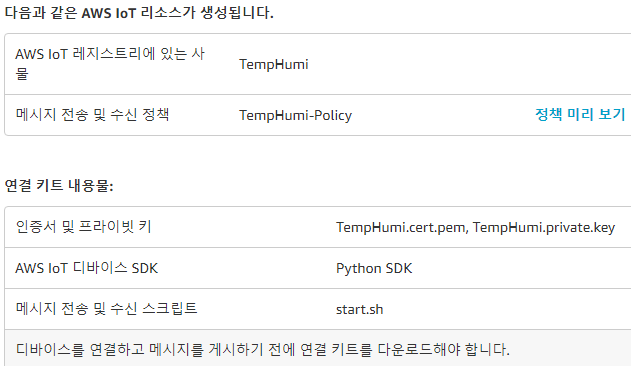 다음과 같은 AWS IoT 리소스가 생성됩니다.
AWS IoT 레지스트리에 있는 사
물
TempHumi
메시지 전송 및 수신 정책 TempHumi-Policy 정책 미리 보기
연결 키트 내용물:
인증서 및 프라이빗 키 TempHumi.cert.pem, TempHumi.private.key
AWS IoT 디바이스 SDK Python SDK
메시지 전송 및 수신 스크립트 start.sh
디바이스를 연결하고 메시지를 게시하기 전에 연결 키트를 다운로드해야 합니다.